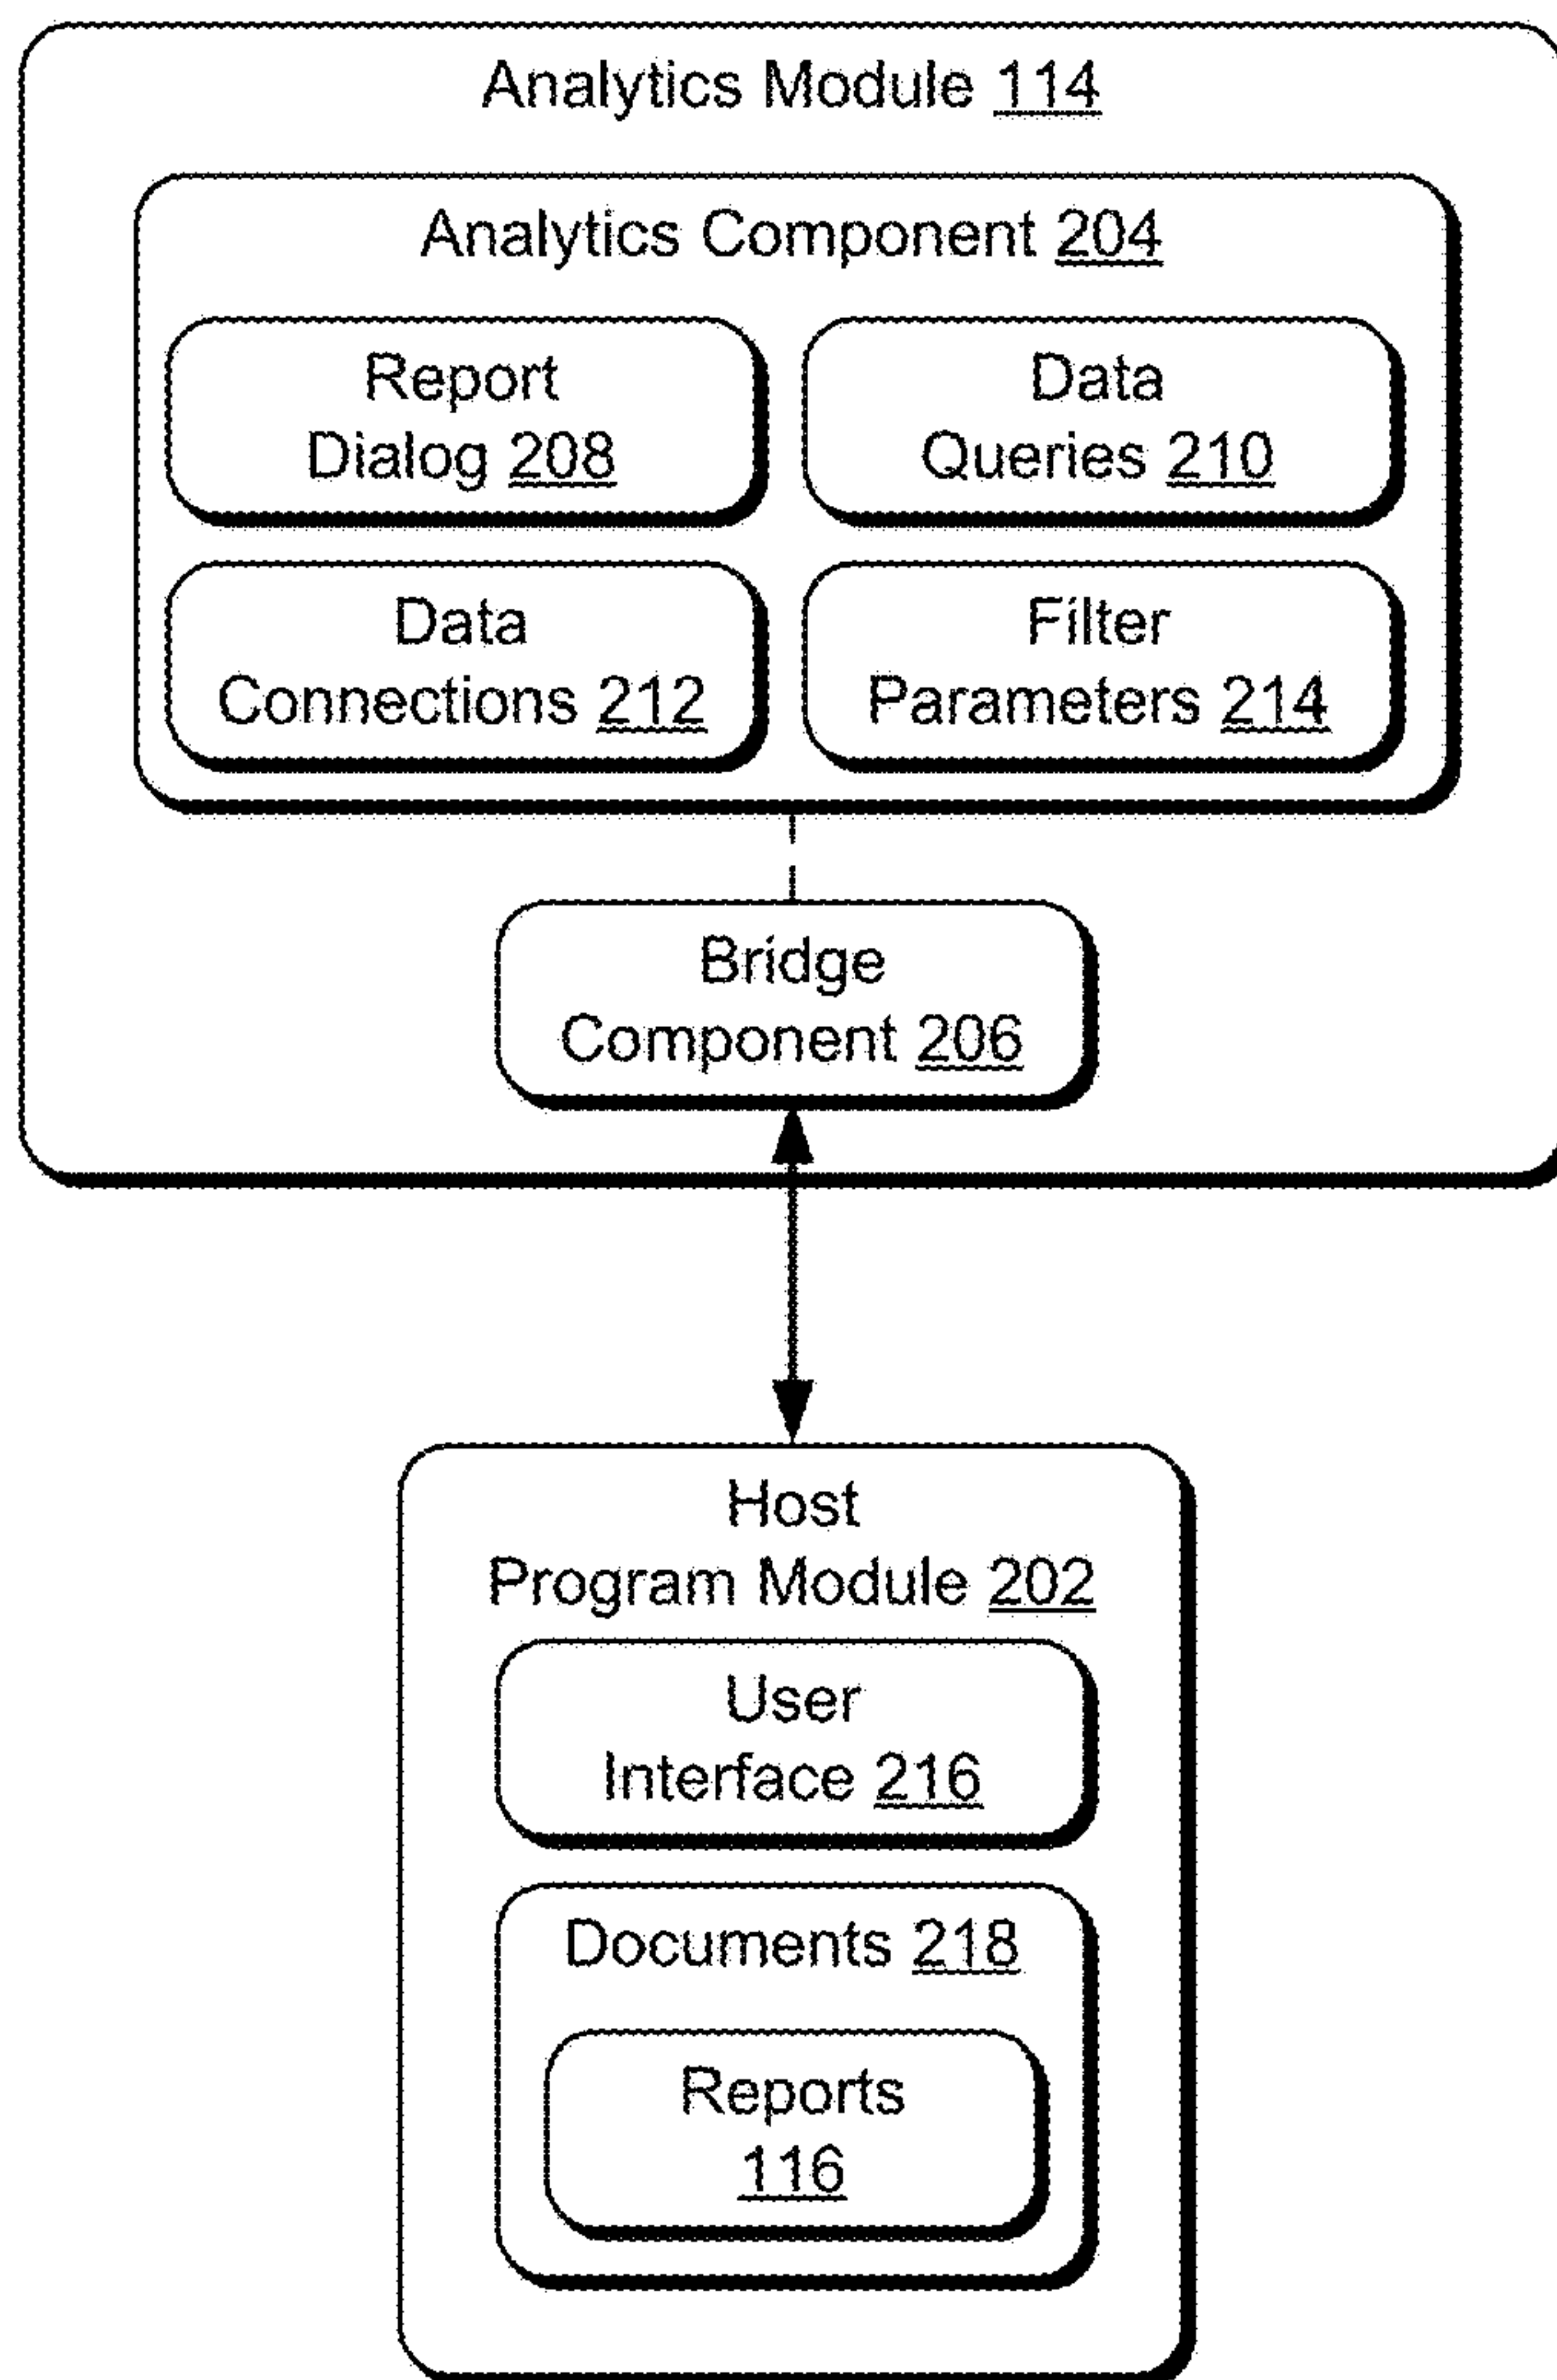 Analytics Module 114
Analytics Component 204
Report
Dialog 208
Data
Queries 210
Data
Connections 212
Filter
Parameters 214
Bridge
Component 206
Host
Program Module 202
User
Interface 216
Documents 218
Reports
116